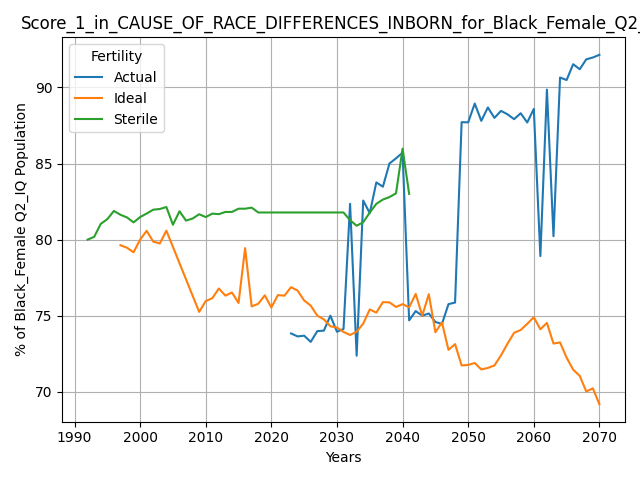 Score_1_in_CAUSE_OF_RACE_DIFFERENCES_INBORN_for_Black_Female_Q2_
Fertility
Actual
Ideal
Sterile
% of Black_Female Q2_IQ Population
90
85
80
75
70
1990 2000 2010 2020 2030 2040 2050 2060 2070
Years